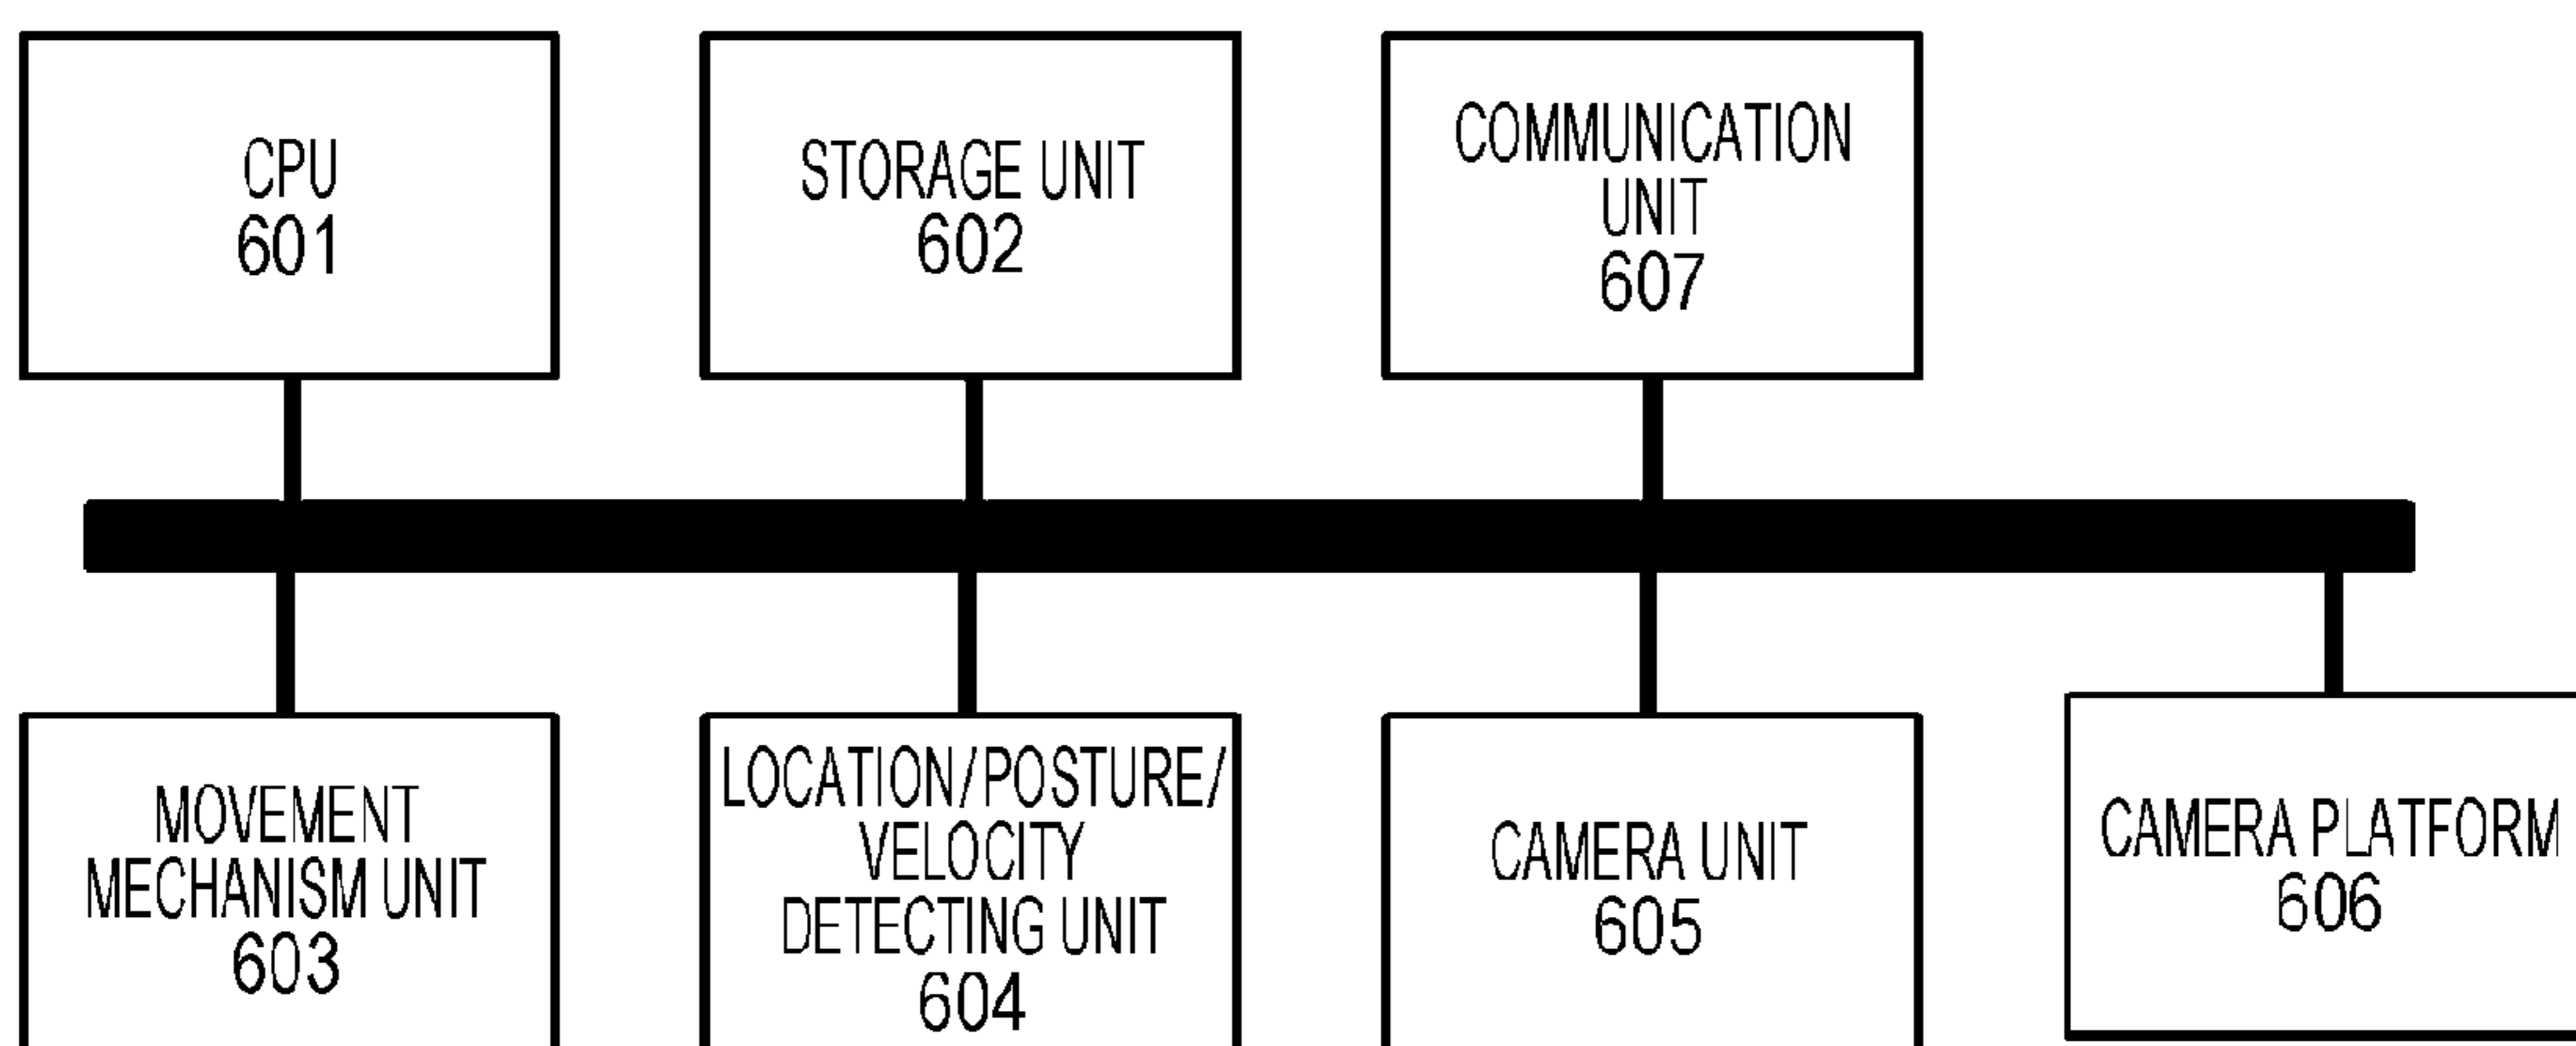 CPU
601
STORAGE UNIT
602
COMMUNICATION
UNIT
607
MOVEMENT
MECHANISM UNIT
603
LOCATION/POSTURE/
VELOCITY
DETECTING UNIT
604
CAMERA UNIT
605
CAMERA PLATFORM
606